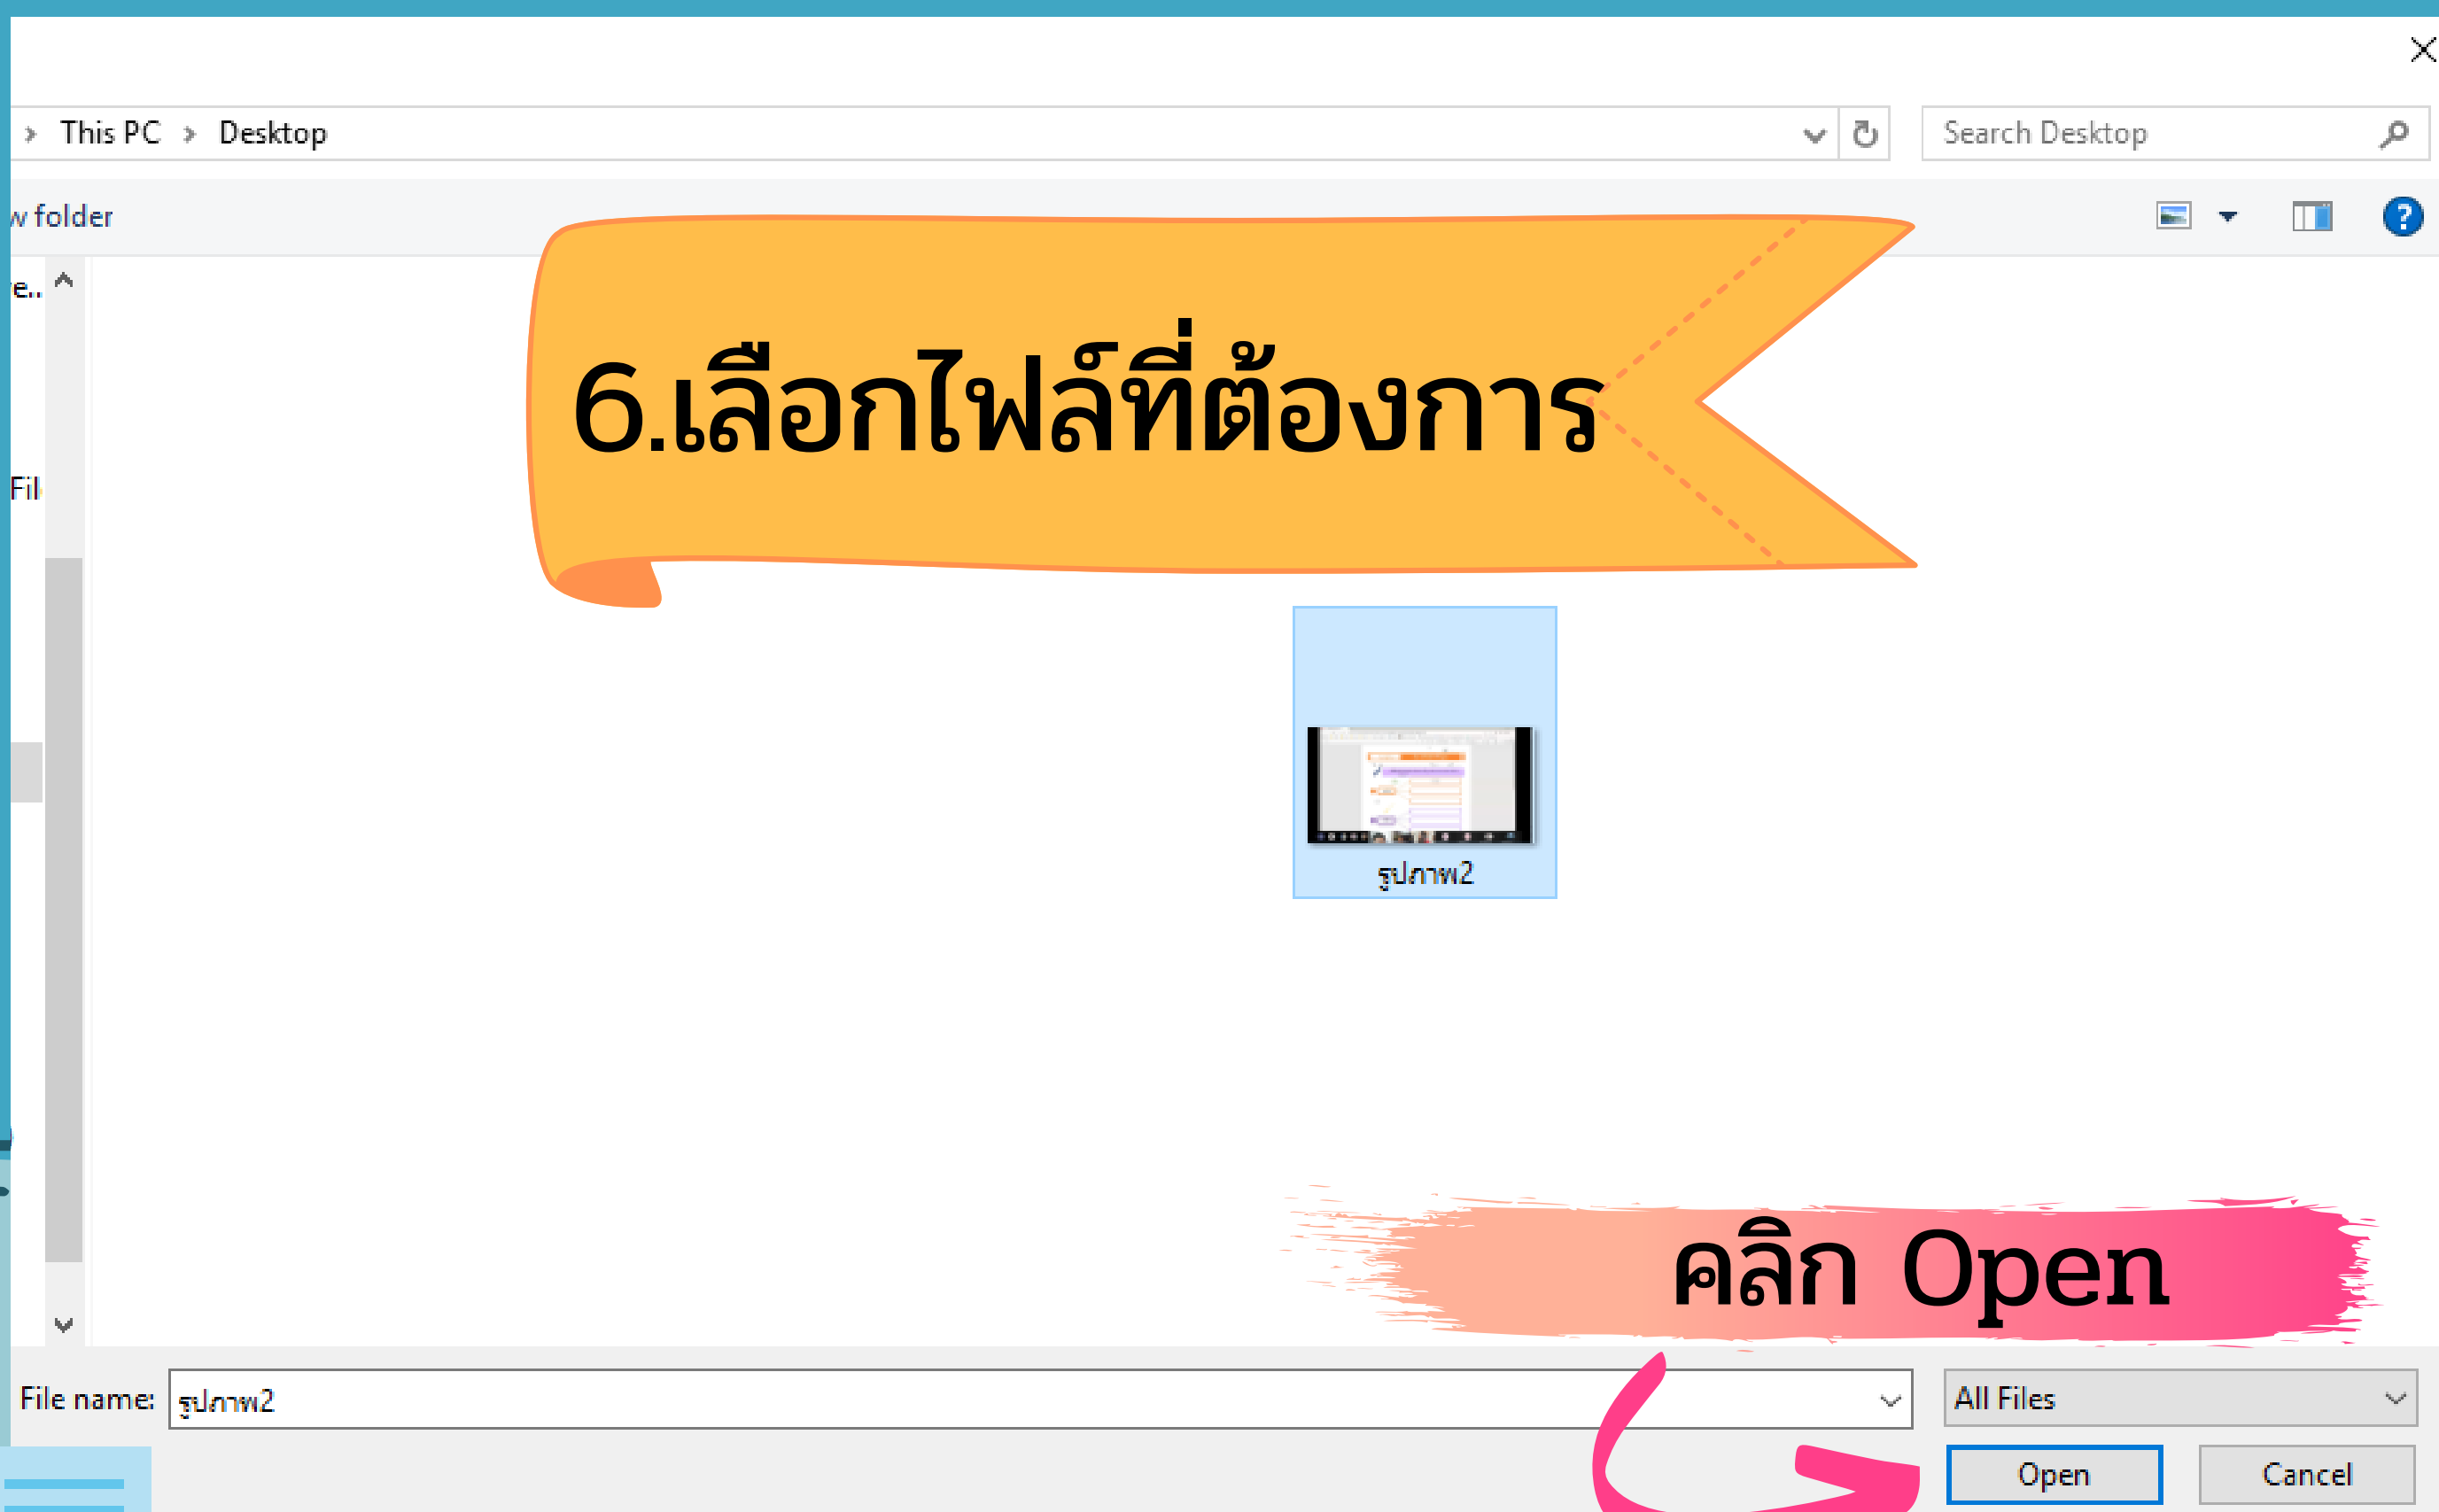 This PC > Desktop
Search Desktop
w folder
e..
6.เลือกไฟล์ที่ต้องการ
Fil
รูปภาพ2
คลิก Open
File name: รูปภาพ2
All Files
Open
Cancel